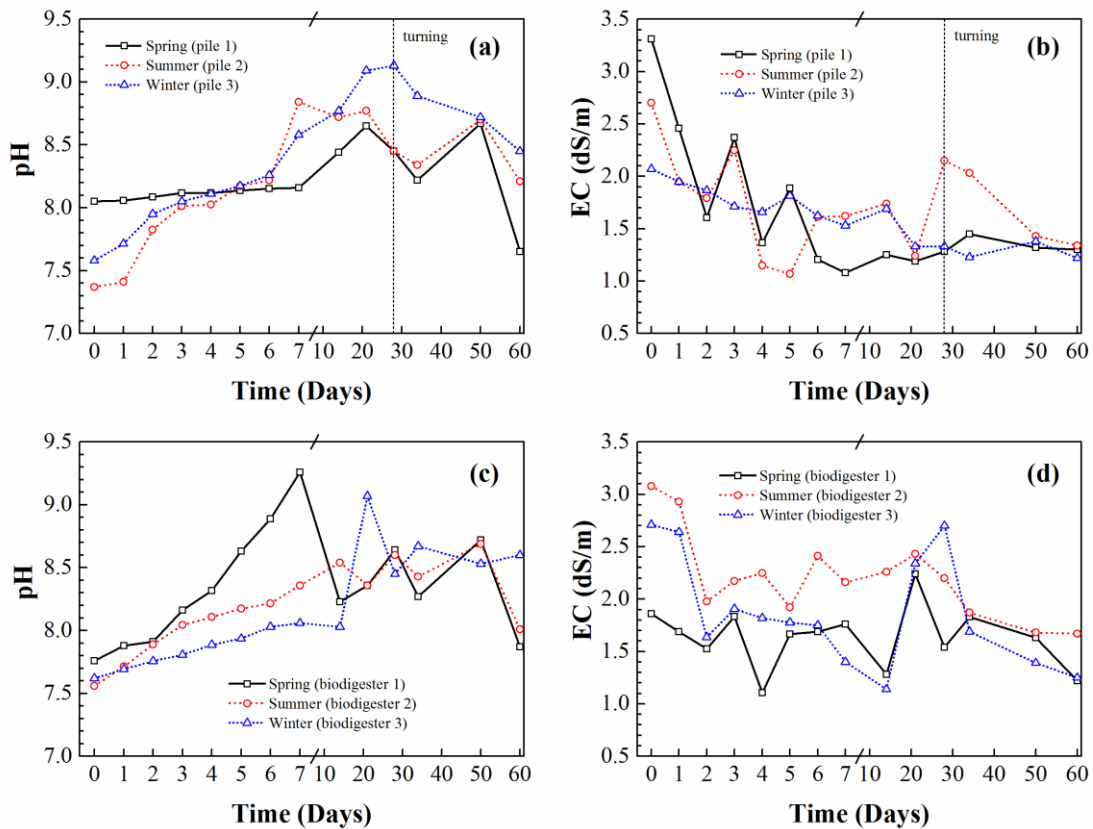 9.5
9.0
8.5
8.0
7.5
7.0
pH
Spring (pile 1)
Summer (pile 2)
Winter (pile 3)
turning
(a)
0 1 2 3 4 5 6 7 10 20 30 40 50 60
Time (Days)
3.5
3.0
2.5
2.0
1.5
1.0
0.5
EC (dS/m)
Spring (pile 1)
Summer (pile 2)
Winter (pile 3)
turning
(b)
0 1 2 3 4 5 6 7 10 20 30 40 50 60
Time (Days)
9.5
9.0
8.5
8.0
7.5
7.0
pH
(c)
Spring (biodigester 1)
Summer (biodigester 2)
Winter (biodigester 3)
0 1 2 3 4 5 6 7 10 20 30 40 50 60
Time (Days)
3.5
3.0
2.5
2.0
1.5
1.0
0.5
EC (dS/m)
Spring (biodigester 1)
Summer (biodigester 2)
Winter (biodigester 3)
(d)
0 1 2 3 4 5 6 7 10 20 30 40 50 60
Time (Days)